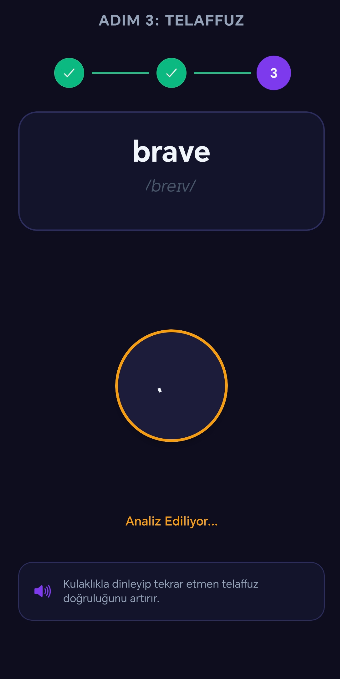 ADIM 3: TELAFFUZ
3
brave
/breɪv/
Analiz Ediliyor...
Kulaklıkla dinleyip tekrar etmen telaffuz
doğruluğunu artırır.